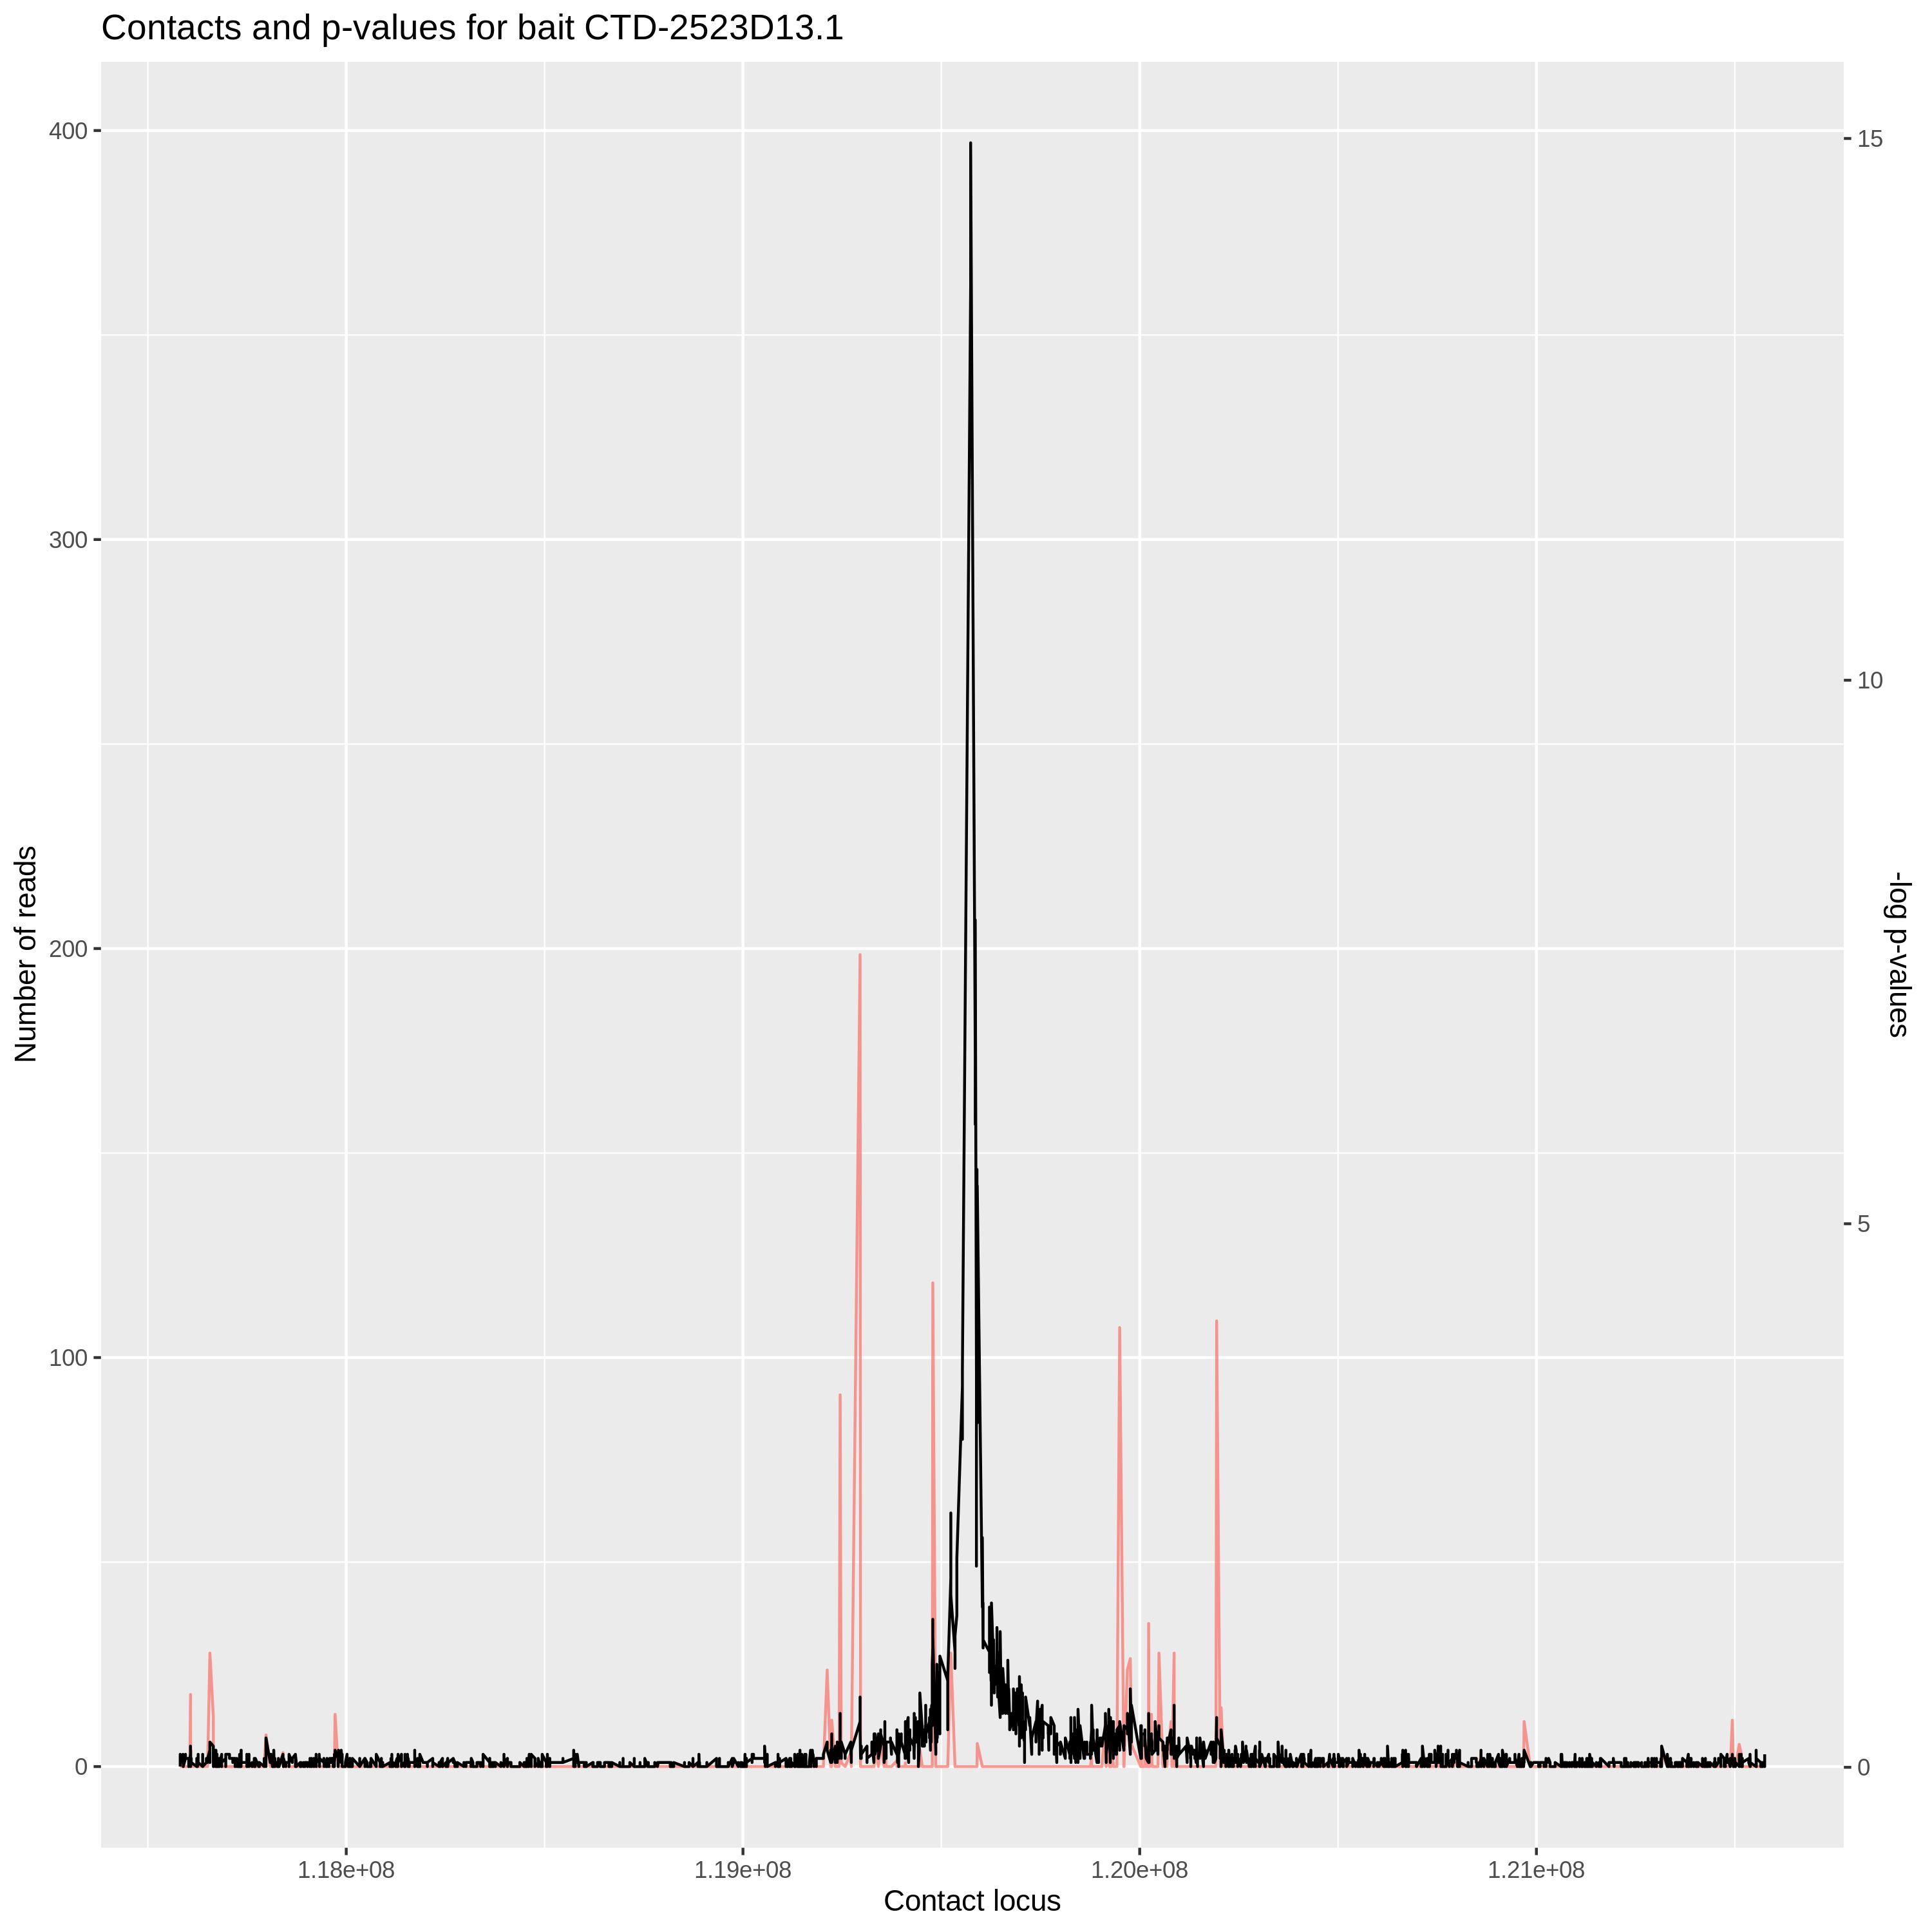 Contacts and p-values for bait CTD-2523D13.1
400
300
200
100
0
Number of reads
15
10
5
0
-log p-values
1.18e+08
1.19e+08
1.20e+08
1.21e+08
Contact locus